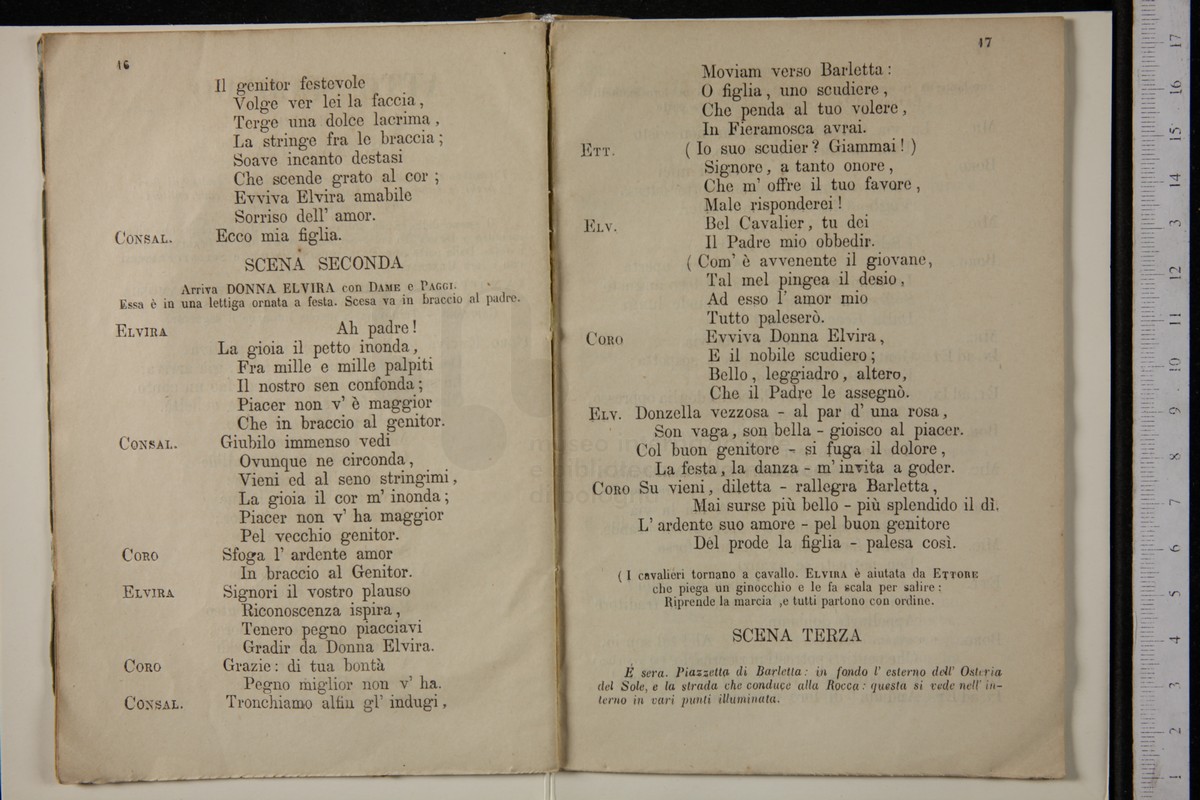 16
Il genitor festevole
Volge ver lei la faccia,
Terge una dolce lacrima,
La stringe fra le braccia;
Soave incanto destasi
Che scende grato al cor;
Evviva Elvira amabile
Sorriso dell' amor.
CONSAL. Ecco mia figlia.
SCENA SECONDA
Arriva DONNA ELVIRA con DAME e PAGGI.
Essa è in una lettiga ornata a festa. Scesa va in braccio al padre.
ELVIRA Ah padre!
La gioia il petto inonda,
Fra mille e mille palpiti
Il nostro sen confonda;
Piacer non v' è maggior
Che in braccio al genitor.
CONSAL. Giubilo immenso vedi
Ovunque ne circonda,
Vieni ed al seno stringimi,
La gioia il cor m' inonda;
Piacer non v' ha maggior
Pel vecchio genitor.
CORO Sfoga l' ardente amor
In braccio al Genitor.
ELVIRA Signori il vostro plauso
Riconoscenza ispira,
Tenero pegno piacciavi
Gradir da Donna Elvira.
CORO Grazie: di tua bontà
Pegno miglior non v' ha.
CONSAL. Tronchiamo alfin gl' indugi,
17
Moviam verso Barletta:
O figlia, uno scudiere,
Che penda al tuo volere,
In Fieramosca avrai.
ETT. (Io suo scudier? Giammai!)
Signore, a tanto onore,
Che m' offre il tuo favore,
Male risponderei!
ELV. Bel Cavalier, tu dei
Il Padre mio obbedir.
(Com' è avvenente il giovane,
Tal mel pingea il desio,
Ad esso l' amor mio
Tutto paleserò.
CORO Evviva Donna Elvira,
E il nobile scudiero;
Bello, leggiadro, altero,
Che il Padre le assegnò.
ELV. Donzella vezzosa - al par d' una rosa,
Son vaga, son bella - gioisco al piacer.
Col buon genitore - si fuga il dolore,
La festa, la danza - m' invita a goder.
CORO Su vieni, diletta - rallegra Barletta,
Mai surse più bello - più splendido il dì.
L' ardente suo amore - pel buon genitore
Del prode la figlia - palesa così.
(I cavalieri tornano a cavallo. ELVIRA è aiutata da ETTORE
che piega un ginocchio e le fa scala per salire:
Riprende la marcia ,e tutti partono con ordine.
SCENA TERZA
È sera. Piazzetta di Barletta: in fondo l' esterno dell' Osteria
del Sole, e la strada che conduce alla Rocca: questa si vede nell' in-
terno in vari punti illuminata.